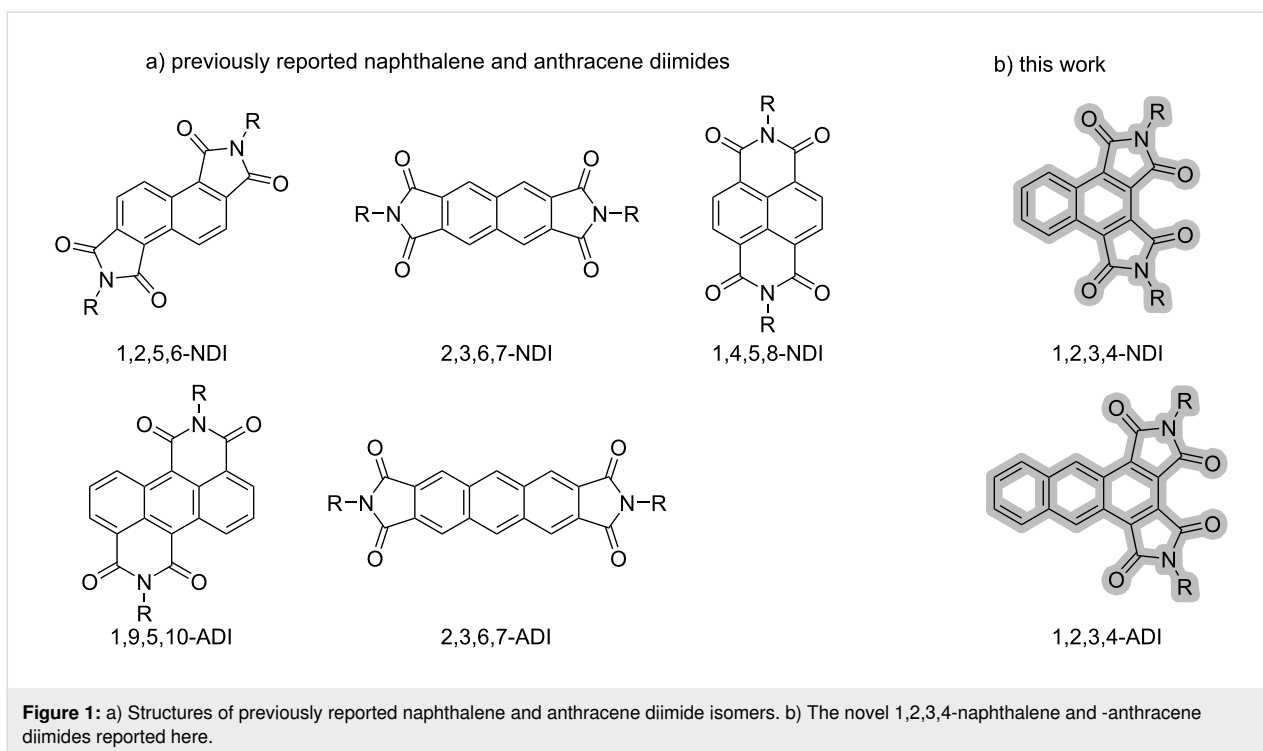 a) previously reported naphthalene and anthracene diimides
b) this work
O
R
N
O
O
N
R
O
1,2,5,6-NDI
O
O
R
N
N
R
O
O
2,3,6,7-NDI
R
O
N
O
O
N
O
R
1,4,5,8-NDI
O
R
N
O
O
N
O
R
1,2,3,4-NDI
R
O
N
O
O
N
O
R
1,9,5,10-ADI
O
O
R
N
N
R
O
O
2,3,6,7-ADI
O
R
N
O
O
N
O
R
1,2,3,4-ADI
Figure 1: a) Structures of previously reported naphthalene and anthracene diimide isomers. b) The novel 1,2,3,4-naphthalene and -anthracene
diimides reported here.